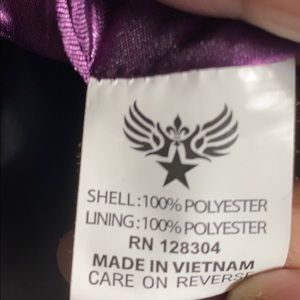 SHELL:100% POLYESTER
LINING:100% POLYESTER
RN 128304
MADE IN VIETNAM
CARE ON REVERSE